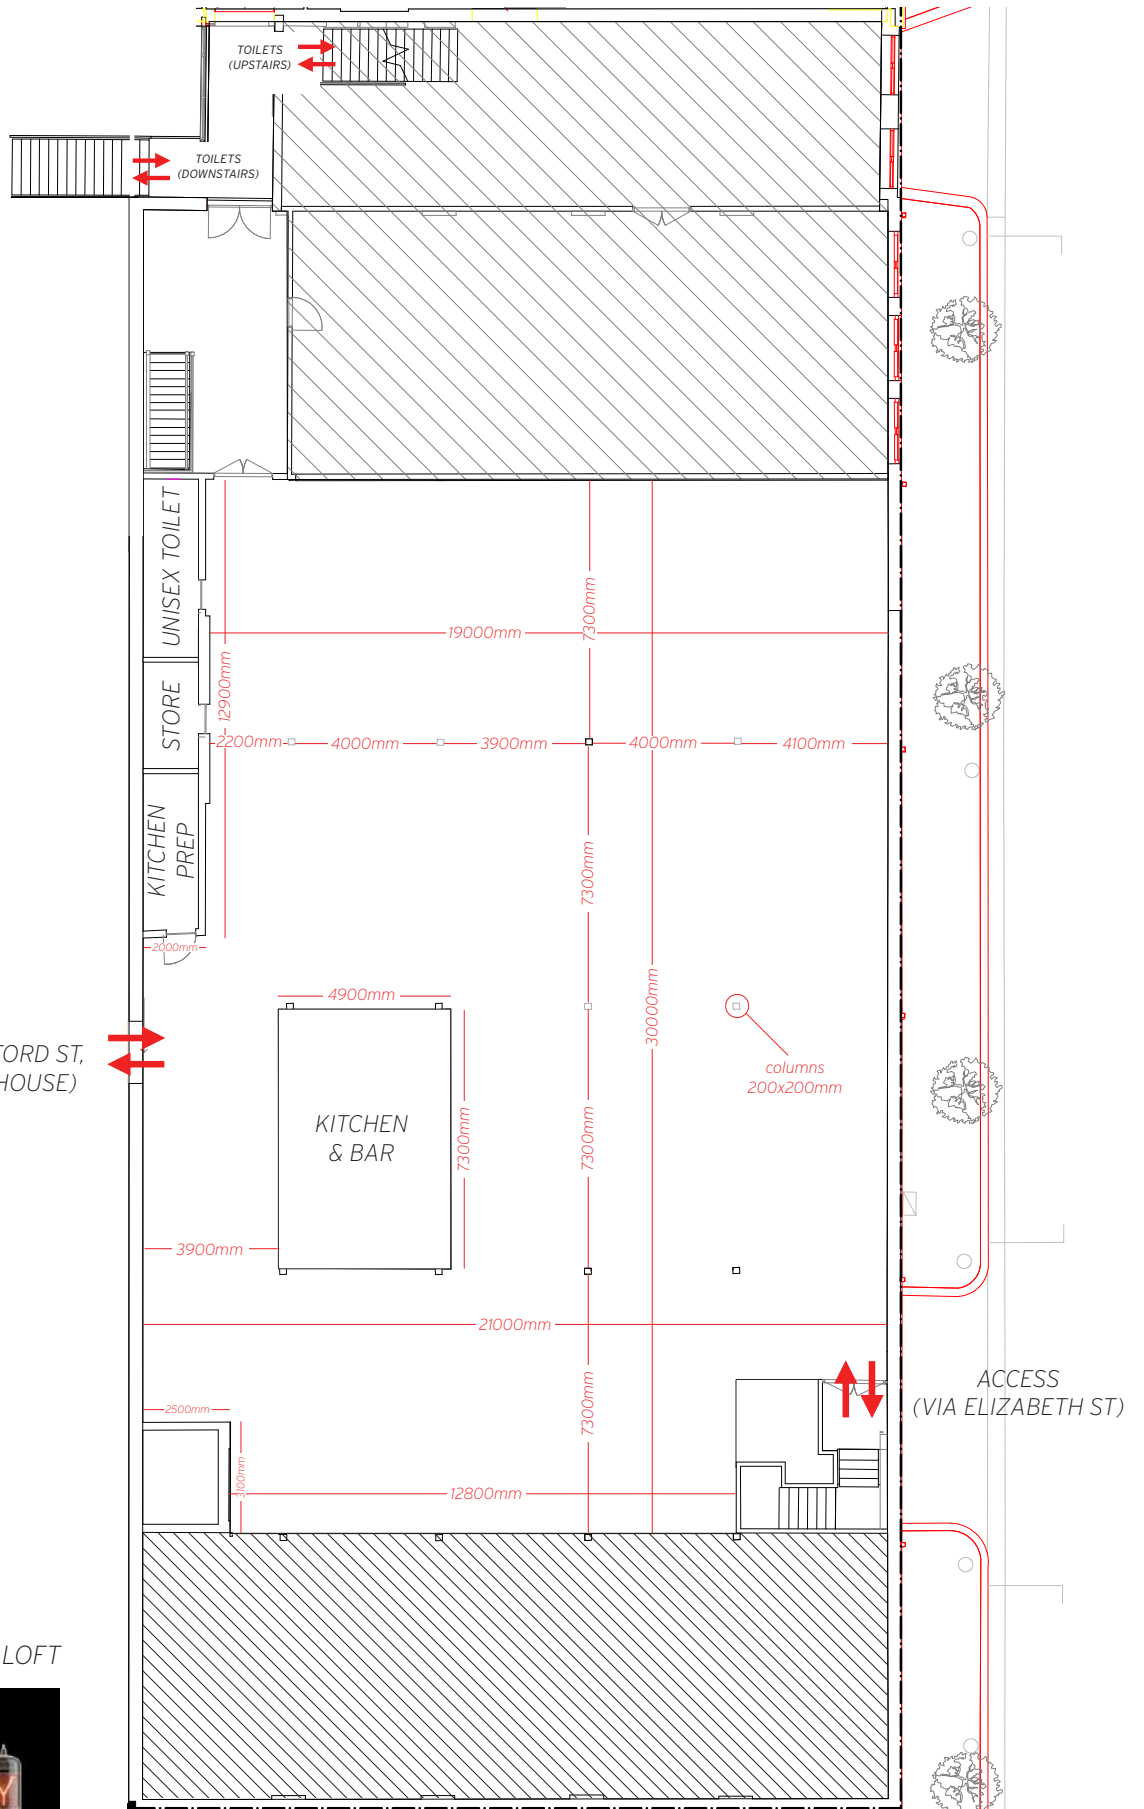 TOILETS
(UPSTAIRS)
TOILETS
(DOWNSTAIRS)
UNISEX TOILET
7300mm
19000mm
12900mm
STORE
2200mm
4000mm
3900mm
4000mm
4100mm
KITCHEN
PREP
7300mm
2000mm
4900mm
30000mm
ORD ST,
HOUSE)
columns
200x200mm
KITCHEN
& BAR
7300mm
7300mm
3900mm
21000mm
ACCESS
(VIA ELIZABETH ST)
7300mm
2500mm
3100mm
12800mm
LOFT
Y